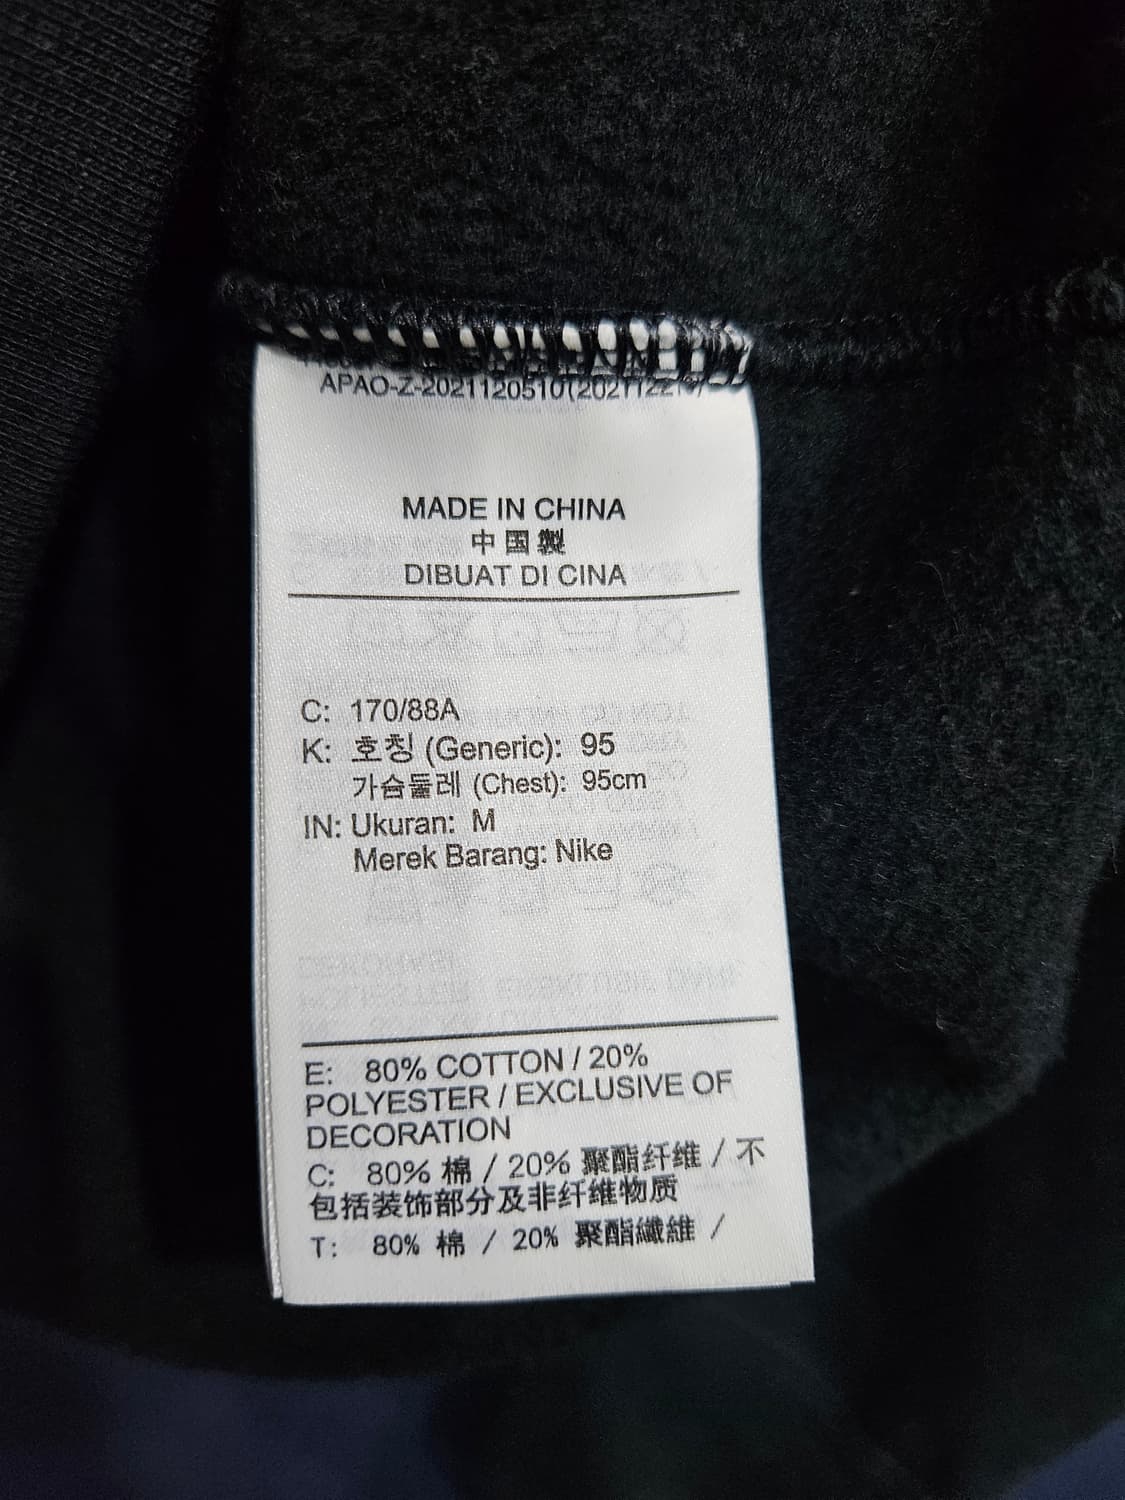 APAO-Z-2021120510(202112219)
MADE IN CHINA
中国製
DIBUAT DI CINA
C: 170/88A
K: 호칭 (Generic): 95
가슴둘레 (Chest): 95cm
IN: Ukuran: M
Merek Barang: Nike
E: 80% COTTON / 20%
POLYESTER / EXCLUSIVE OF
DECORATION
C: 80% 棉 / 20% 聚酯纤维 / 不
包括装饰部分及非纤维物质
T: 80% 棉 / 20% 聚酯纖維 /